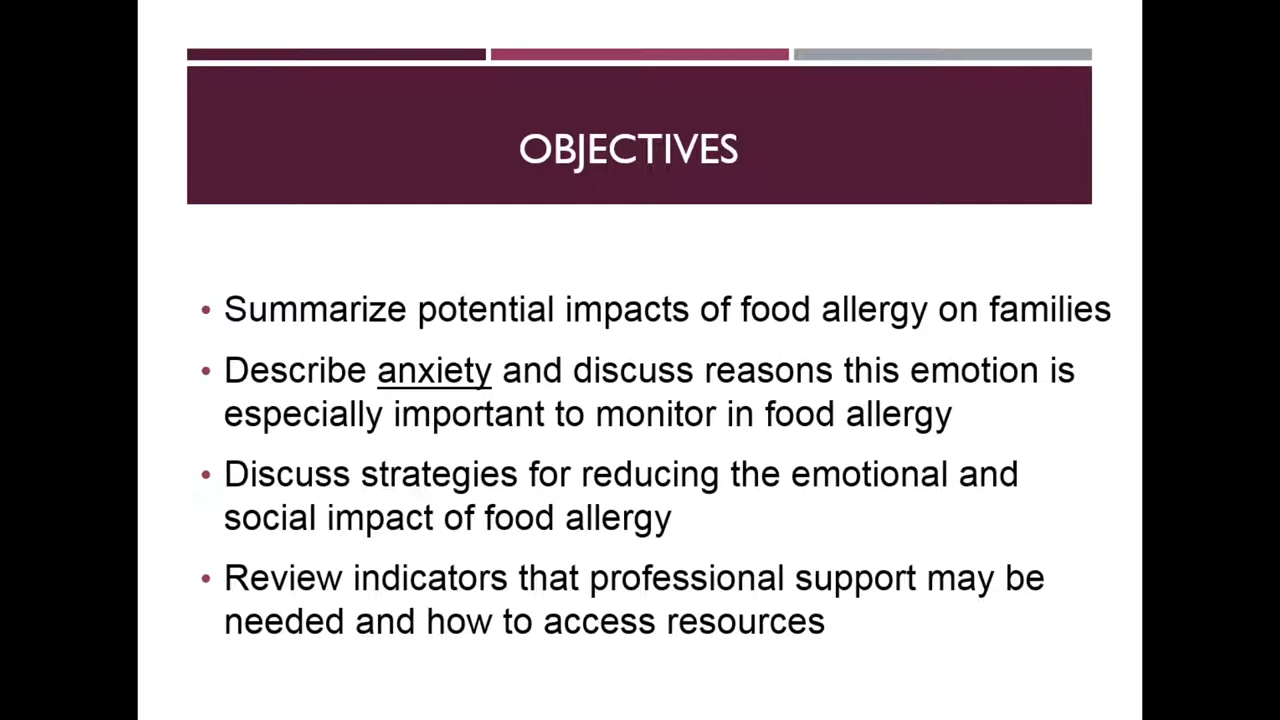 OBJECTIVES
• Summarize potential impacts of food allergy on families
• Describe anxiety and discuss reasons this emotion is
especially important to monitor in food allergy
• Discuss strategies for reducing the emotional and
social impact of food allergy
• Review indicators that professional support may be
needed and how to access resources